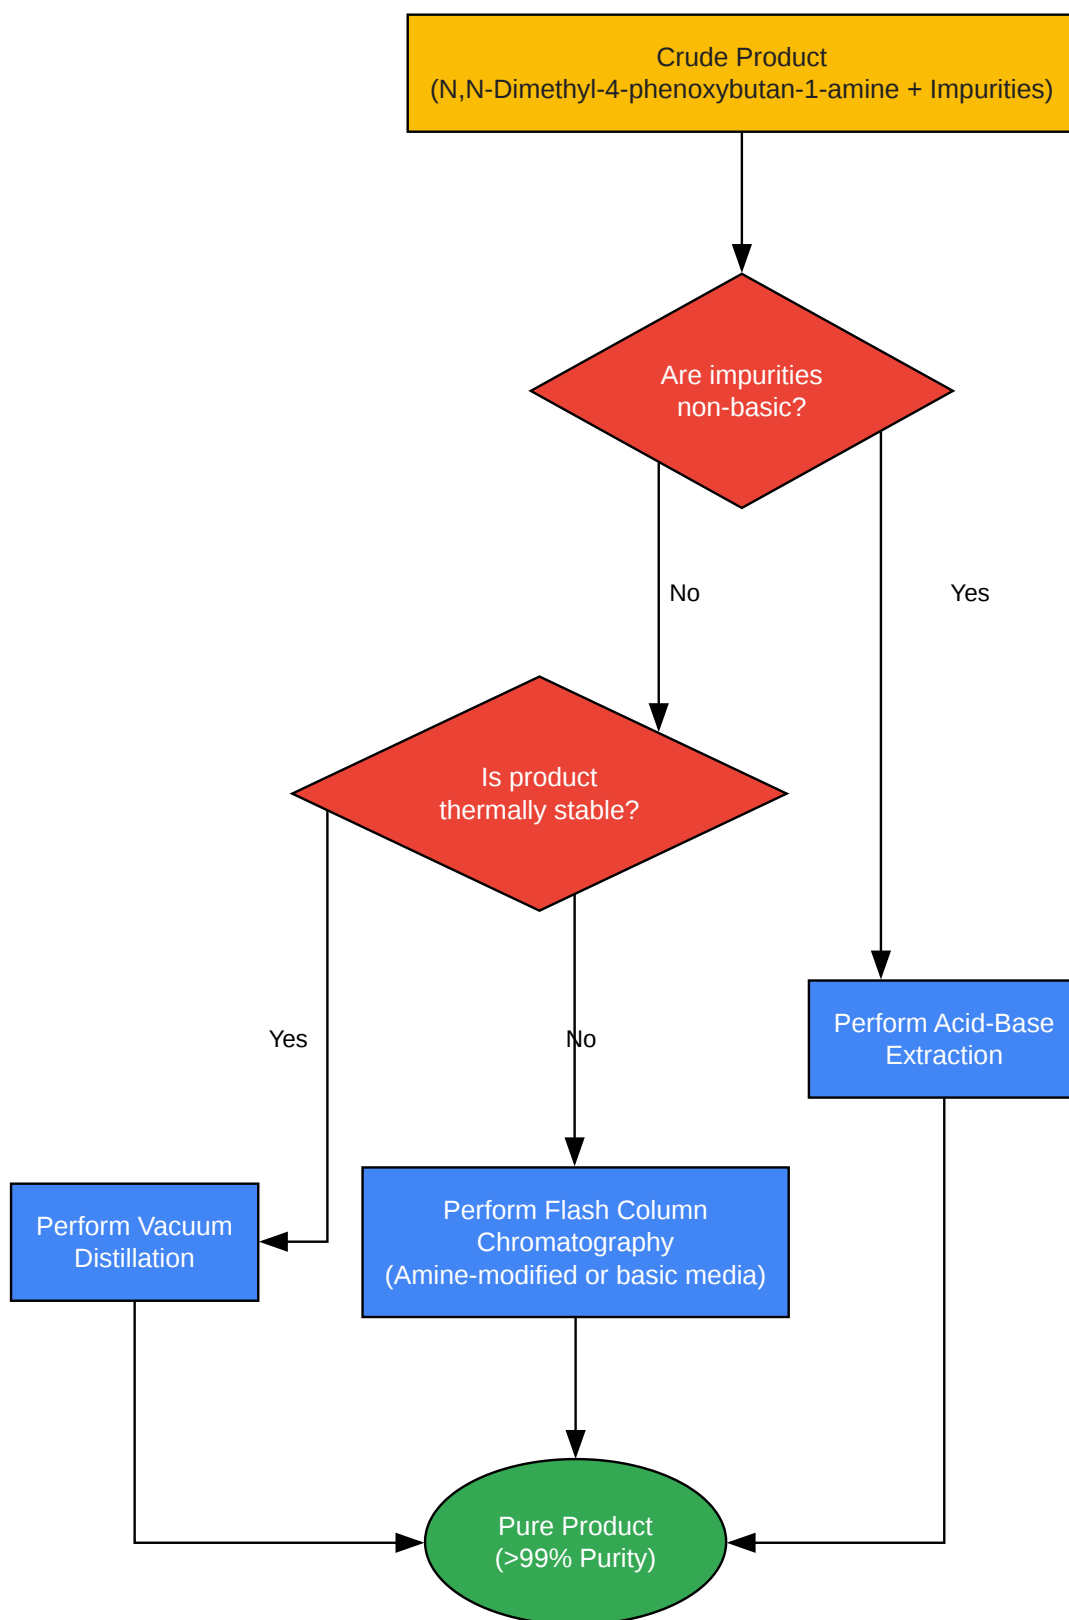 Crude Product
(N,N-Dimethyl-4-phenoxybutan-1-amine + Impurities)
Are impurities
non-basic?
No
Yes
Is product
thermally stable?
Yes
No
Perform Acid-Base
Extraction
Perform Vacuum
Distillation
Perform Flash Column
Chromatography
(Amine-modified or basic media)
Pure Product
(>99% Purity)